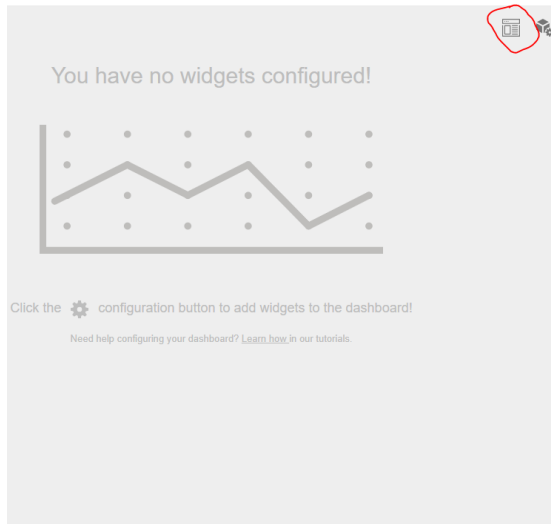 You have no widgets configured!
Click the configuration button to add widgets to the dashboard!
Need help configuring your dashboard? Learn how in our tutorials.